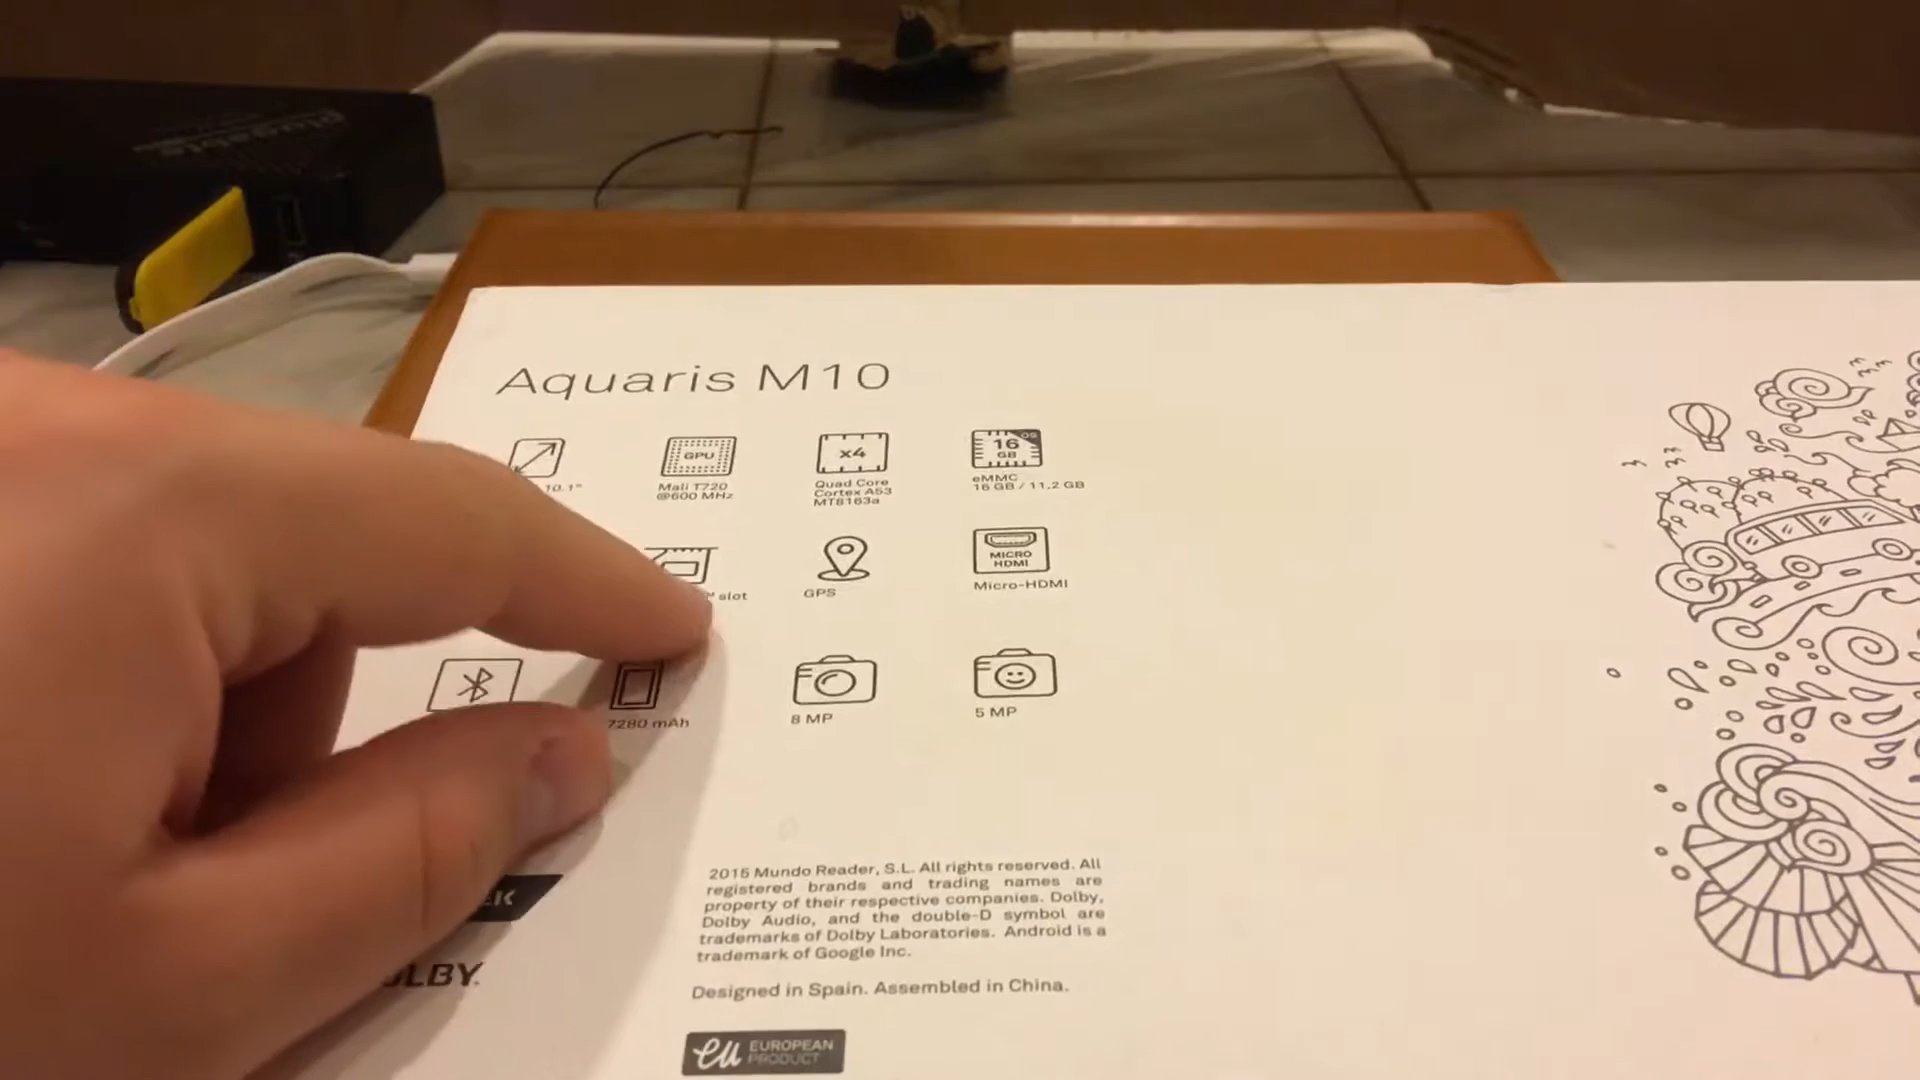 Aquaris M10
10.1"
GPU
Mali T720
@600 MHz
x4
Quad Core
Cortex A53
MT8163a
16
GB
OS
eMMC
16 GB / 11,2 GB
slot
GPS
MICRO
HDMI
Micro-HDMI
7280 mAh
8 MP
5 MP
2015 Mundo Reader, S.L. All rights reserved. All
registered brands and trading names are
property of their respective companies. Dolby,
Dolby Audio, and the double-D symbol are
trademarks of Dolby Laboratories. Android is a
trademark of Google Inc.
Designed in Spain. Assembled in China.
eu EUROPEAN
PRODUCT